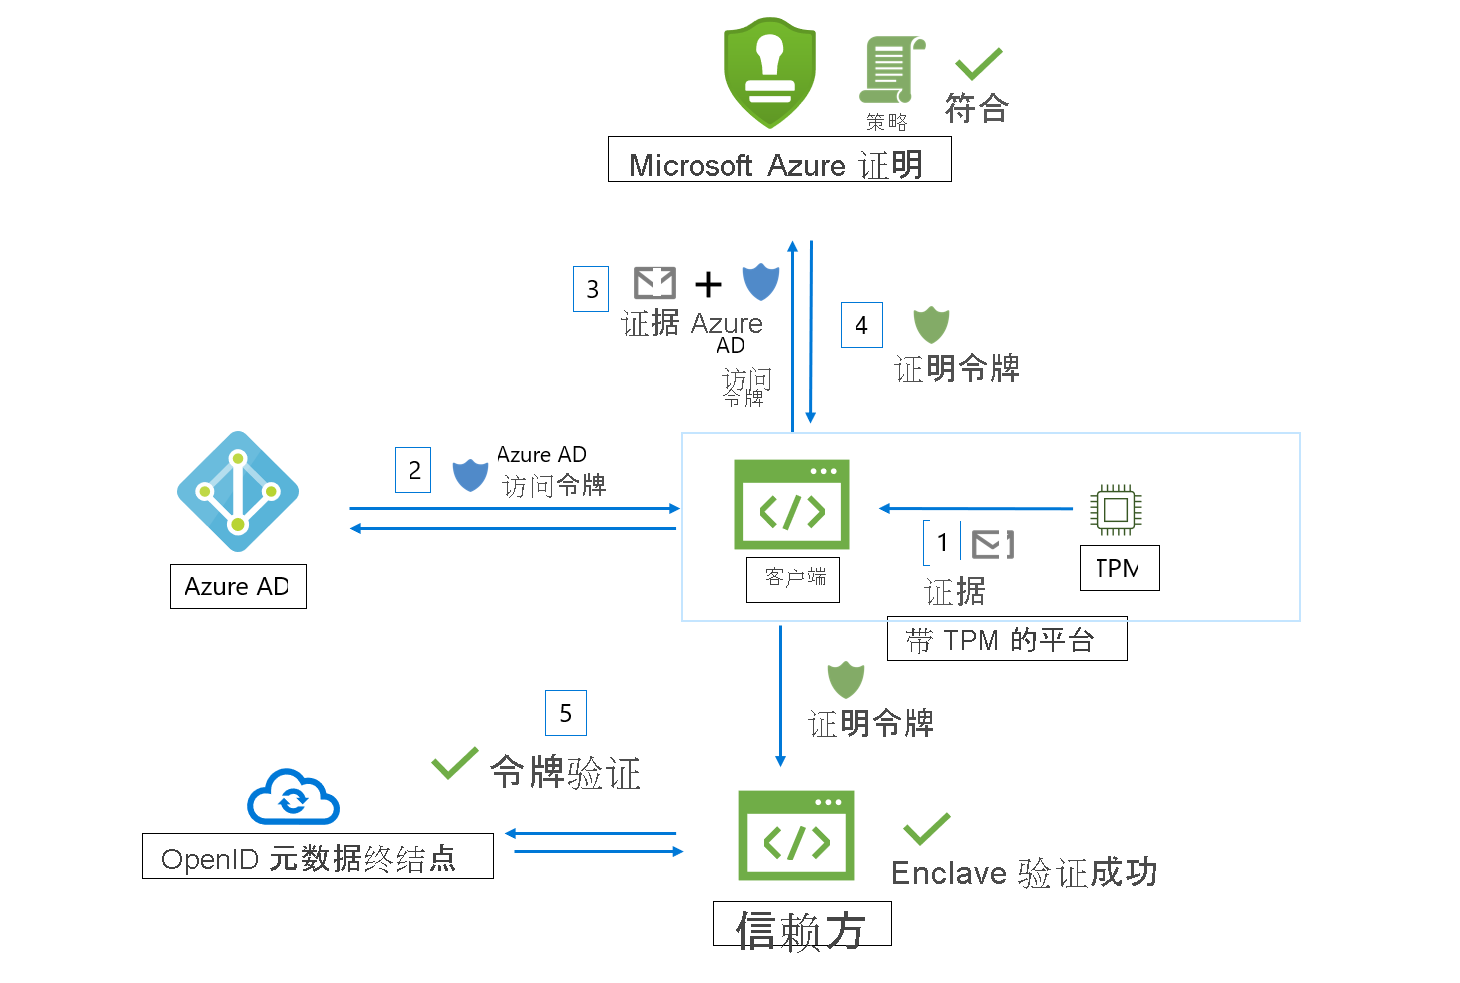 策略
符合
Microsoft Azure 证明
3
证据 Azure
AD
访问
令牌
4
证明令牌
2
Azure AD
访问令牌
Azure AD
客户端
1
证据
TPM
带 TPM 的平台
证明令牌
5
令牌验证
OpenID 元数据终结点
Enclave 验证成功
信赖方